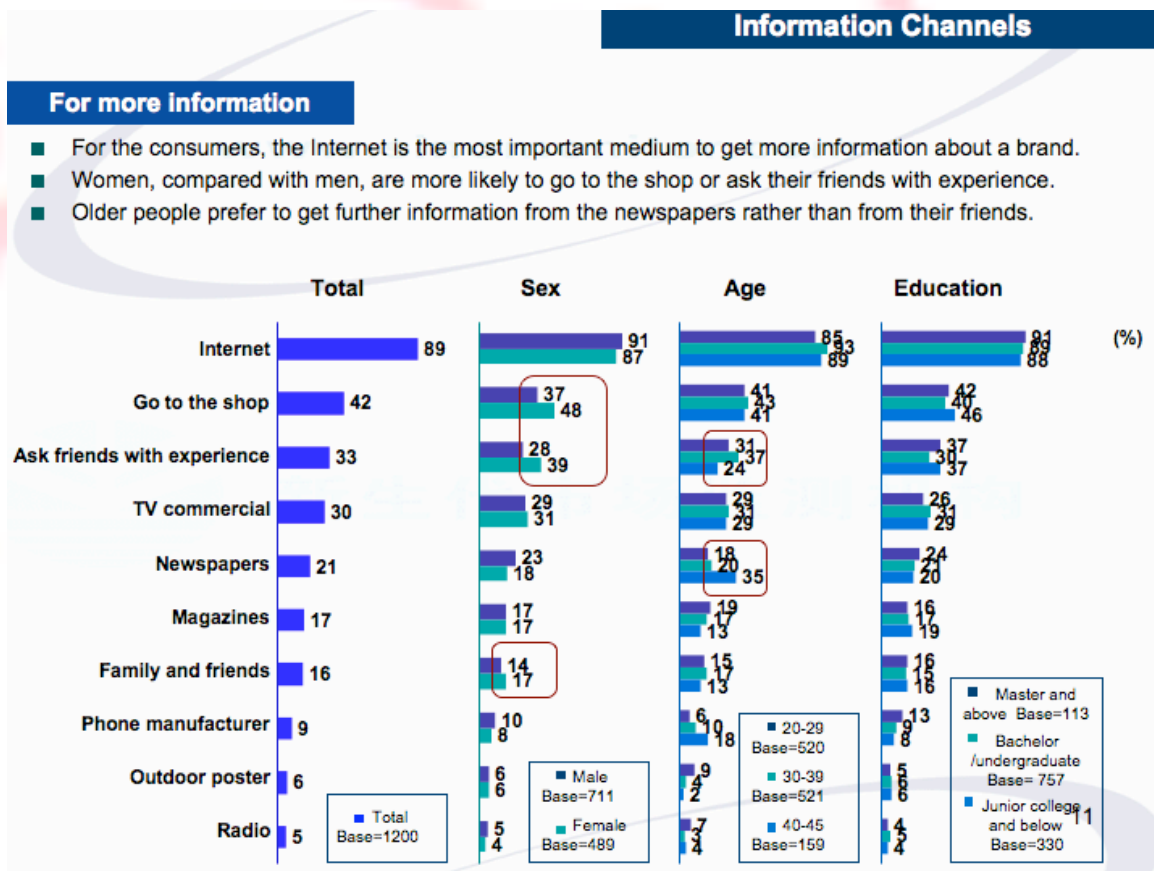 Information Channels
For more information
For the consumers, the Internet is the most important medium to get more information about a brand.
Women, compared with men, are more likely to go to the shop or ask their friends with experience.
Older people prefer to get further information from the newspapers rather than from their friends.
Total Sex Age Education
(%)
Internet 89 91 87 85 93 89 91 89 88
Go to the shop 42 37 48 41 43 41 42 40 46
Ask friends with experience 33 28 39 31 37 24 37 30 37
TV commercial 30 29 31 29 31 29 26 31 29
Newspapers 21 23 18 18 20 35 24 21 20
Magazines 17 17 17 19 17 13 16 17 19
Family and friends 16 14 17 15 17 13 16 15 16
Phone manufacturer 9 10 8 6 10 18 13 9 8
Outdoor poster 6 6 6 9 4 2 5 6 6
Radio 5 5 4 7 3 4 4 5 4
Total
Base=1200
Male
Base=711
Female
Base=489
20-29
Base=520
30-39
Base=521
40-45
Base=159
Master and
above Base=113
Bachelor
/undergraduate
Base= 757
Junior college
and below
Base=330
11